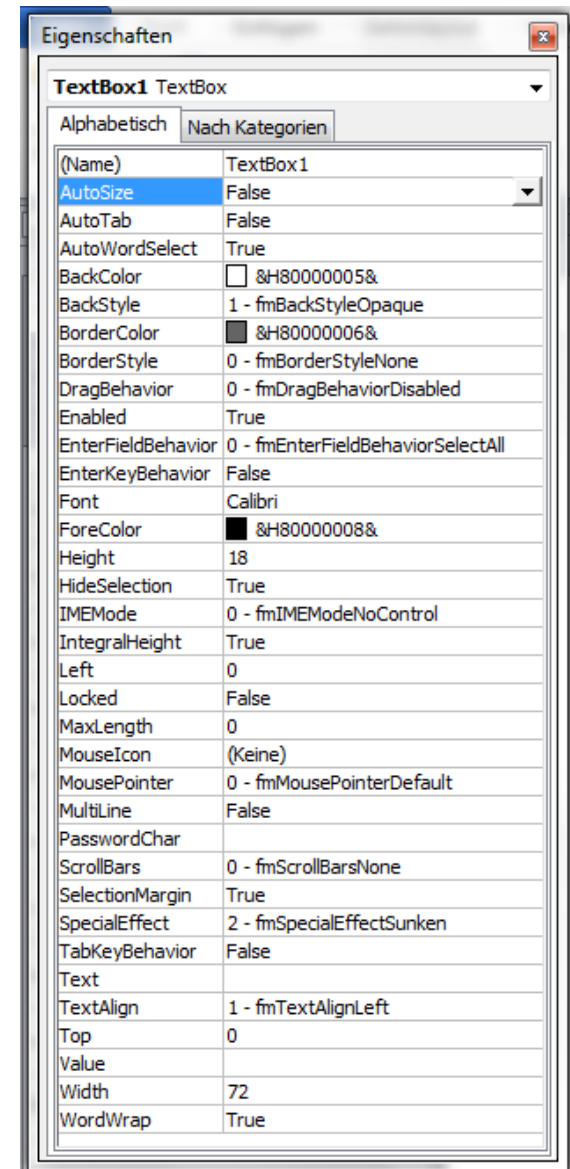 Eigenschaften
TextBox1 TextBox
Alphabetisch Nach Kategorien
(Name) TextBox1
AutoSize False
AutoTab False
AutoWordSelect True
BackColor &H80000005&
BackStyle 1 - fmBackStyleOpaque
BorderColor &H80000006&
BorderStyle 0 - fmBorderStyleNone
DragBehavior 0 - fmDragBehaviorDisabled
Enabled True
EnterFieldBehavior 0 - fmEnterFieldBehaviorSelectAll
EnterKeyBehavior False
Font Calibri
ForeColor &H80000008&
Height 18
HideSelection True
IMEMode 0 - fmIMEModeNoControl
IntegralHeight True
Left 0
Locked False
MaxLength 0
MouseIcon (Keine)
MousePointer 0 - fmMousePointerDefault
MultiLine False
PasswordChar
ScrollBars 0 - fmScrollBarsNone
SelectionMargin True
SpecialEffect 2 - fmSpecialEffectSunken
TabKeyBehavior False
Text
TextAlign 1 - fmTextAlignLeft
Top 0
Value
Width 72
WordWrap True